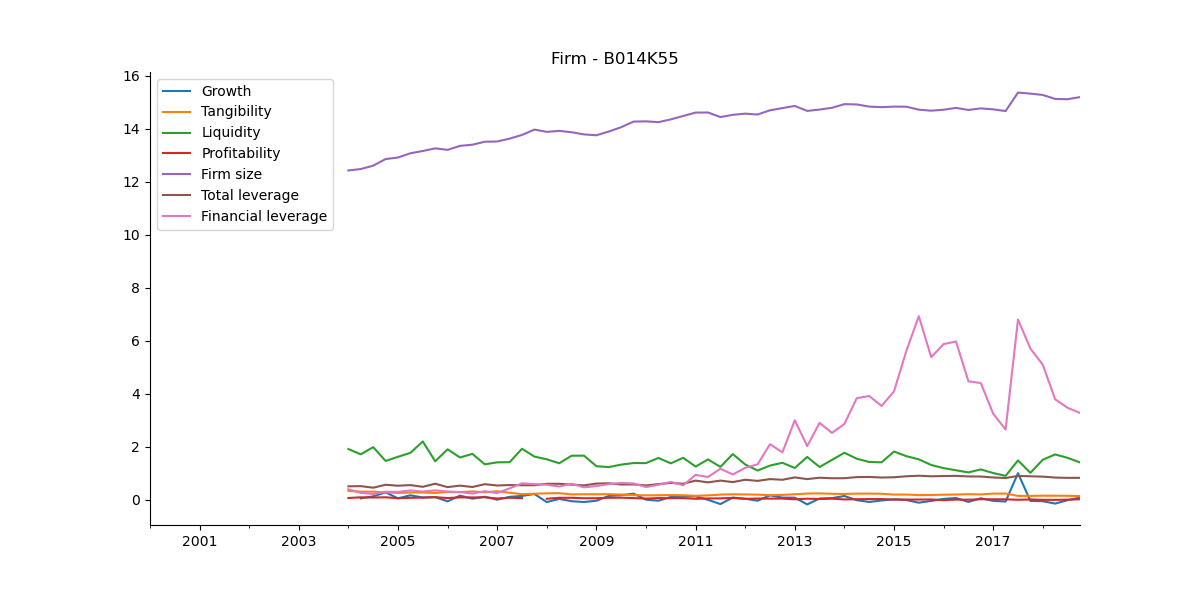 Firm - B014K55
16
14
12
10
8
6
4
2
0
Growth
Tangibility
Liquidity
Profitability
Firm size
Total leverage
Financial leverage
2001 2003 2005 2007 2009 2011 2013 2015 2017